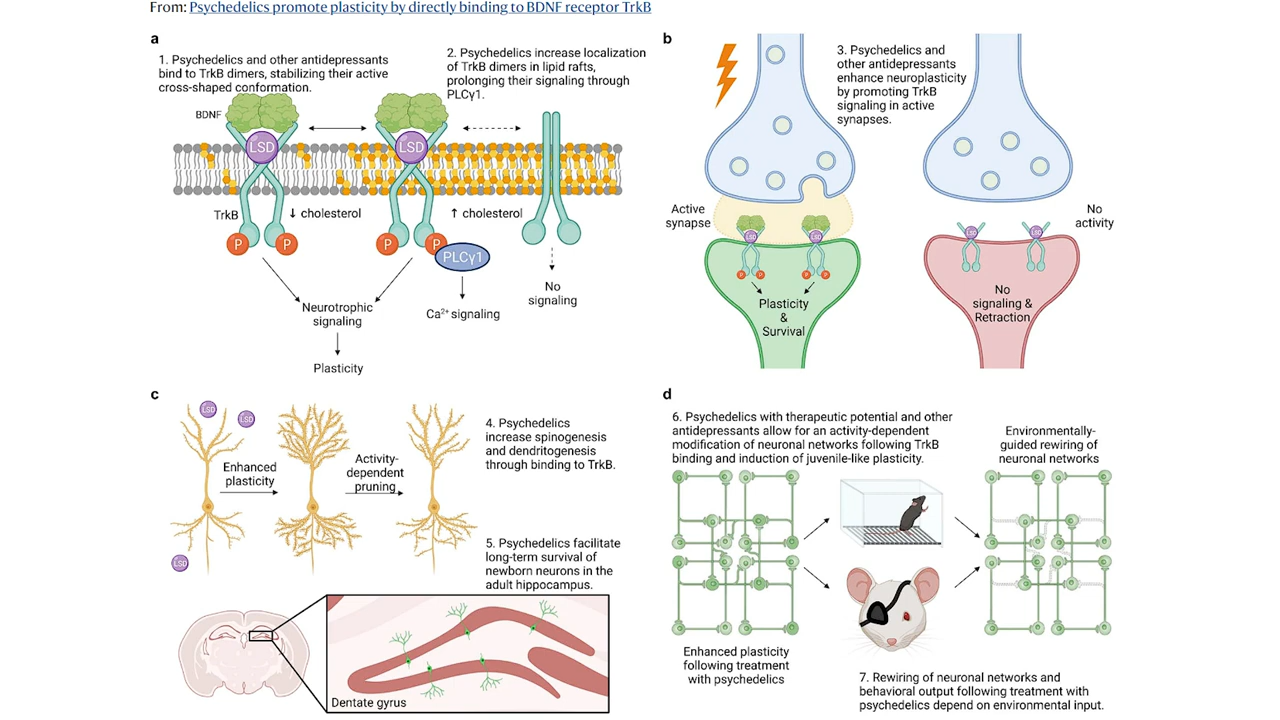 From: Psychedelics promote plasticity by directly binding to BDNF receptor TrkB
a
1. Psychedelics and other antidepressants
bind to TrkB dimers, stabilizing their active
cross-shaped conformation.
2. Psychedelics increase localization
of TrkB dimers in lipid rafts,
prolonging their signaling through
PLCγ1.
BDNF
LSD
LSD
TrkB
↓ cholesterol
↑ cholesterol
P
P
P
P
PLCγ1
Neurotrophic
signaling
Ca2+ signaling
No
signaling
Plasticity
b
3. Psychedelics and
other antidepressants
enhance neuroplasticity
by promoting TrkB
signaling in active
synapses.
Active
synapse
No
activity
LSD
LSD
LSD
LSD
P
P
P
P
Plasticity
&
Survival
No
signaling &
Retraction
c
LSD
LSD
LSD
Enhanced
plasticity
Activity-
dependent
pruning
4. Psychedelics
increase spinogenesis
and dendritogenesis
through binding to TrkB.
5. Psychedelics facilitate
long-term survival of
newborn neurons in the
adult hippocampus.
Dentate gyrus
d
6. Psychedelics with therapeutic potential and other
antidepressants allow for an activity-dependent
modification of neuronal networks following TrkB
binding and induction of juvenile-like plasticity.
Environmentally-
guided rewiring of
neuronal networks
Enhanced plasticity
following treatment
with psychedelics
7. Rewiring of neuronal networks and
behavioral output following treatment with
psychedelics depend on environmental input.